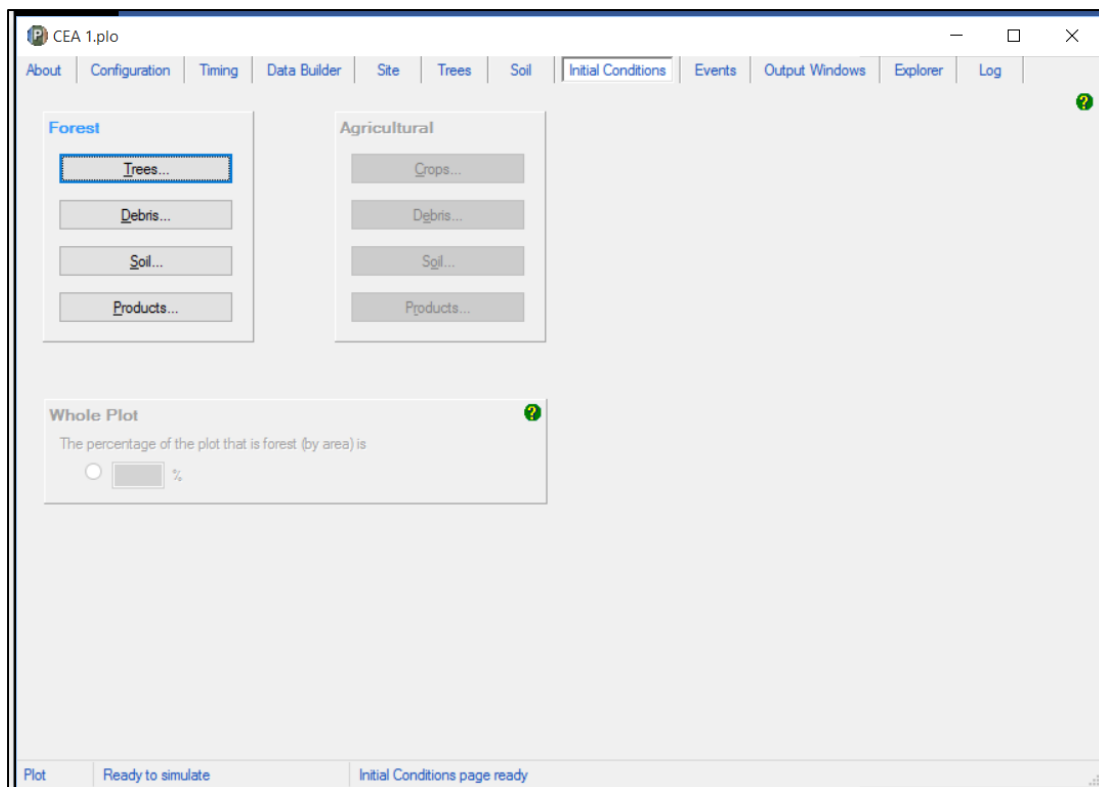 CEA 1.plo
About Configuration Timing Data Builder Site Trees Soil Initial Conditions Events Output Windows Explorer Log
?
Forest
Trees...
Debris...
Soil...
Products...
Agricultural
Crops...
Debris...
Soil...
Products...
Whole Plot ?
The percentage of the plot that is forest (by area) is
%
Plot Ready to simulate Initial Conditions page ready